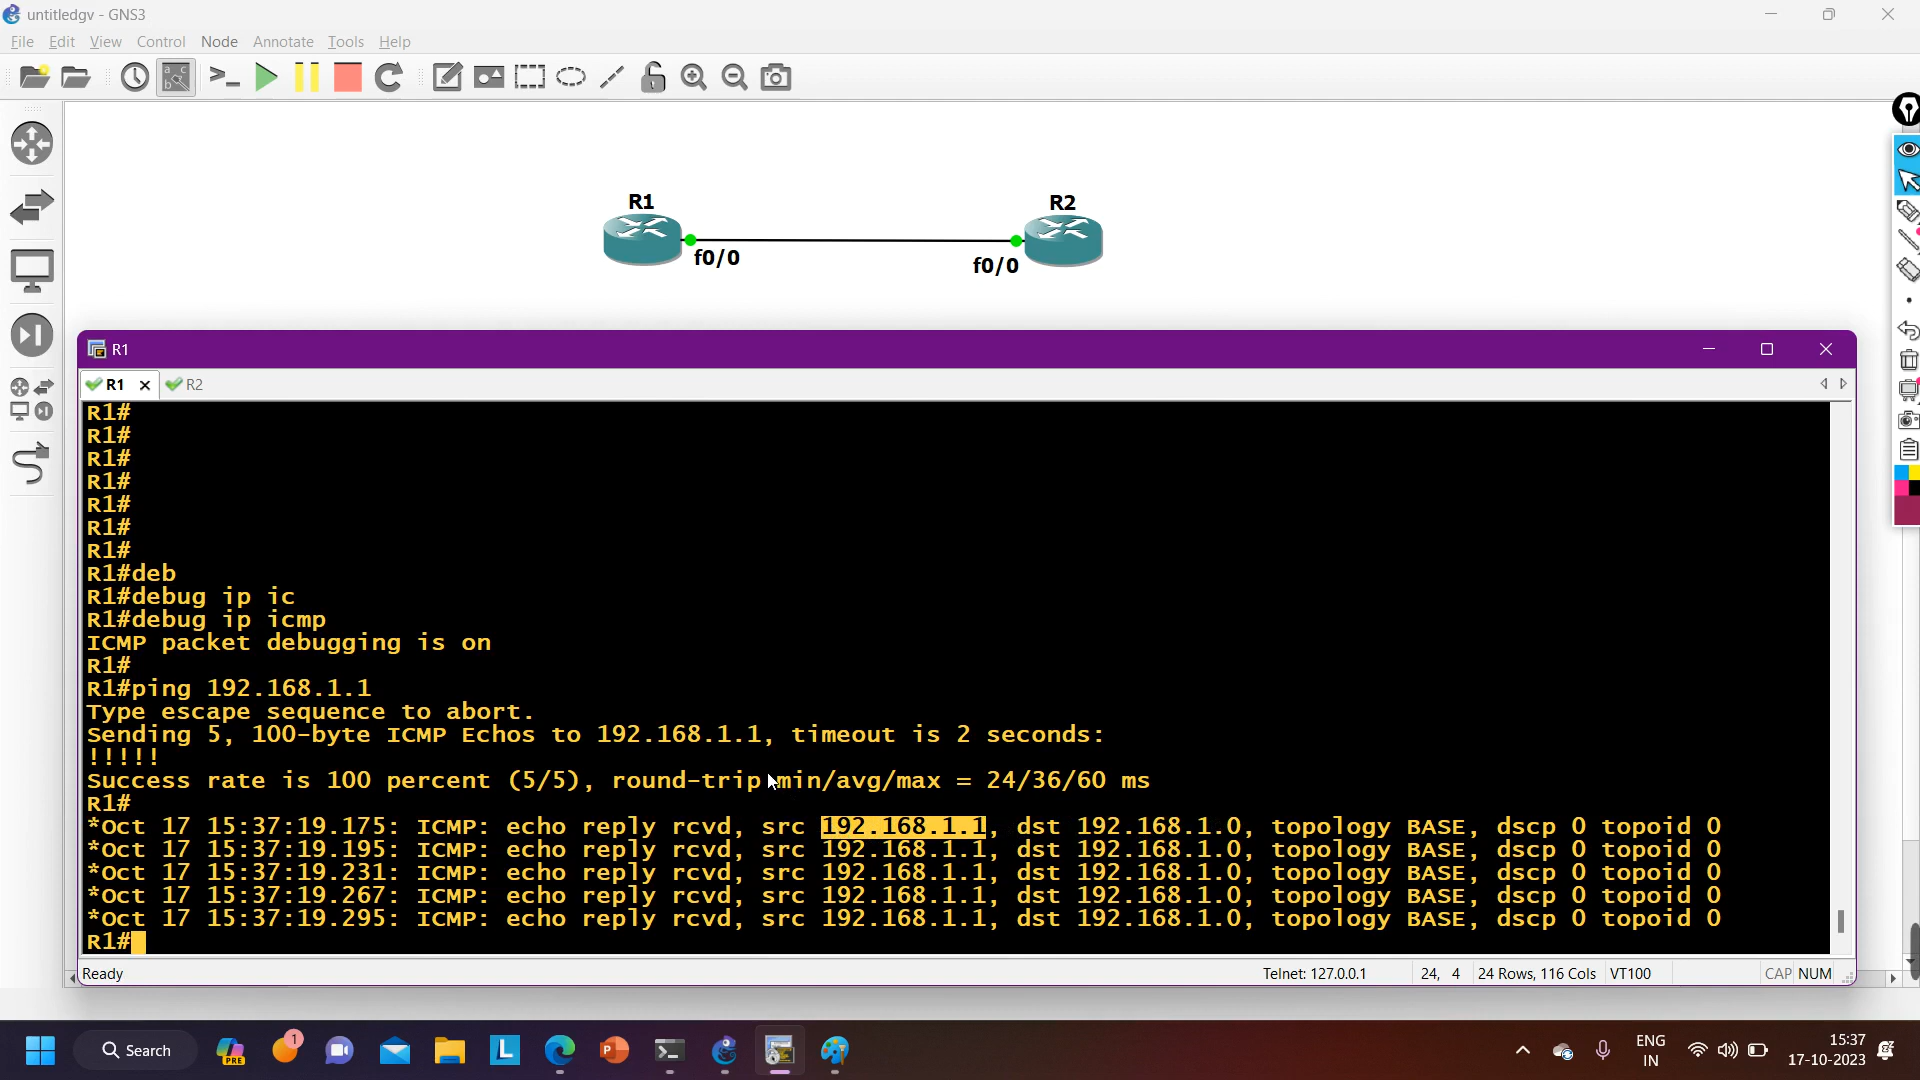 untitledgv - GNS3
File Edit View Control Node Annotate Tools Help
R1
R2
f0/0
f0/0
R1
R1
R2
R1#
R1#
R1#
R1#
R1#
R1#
R1#
R1#deb
R1#debug ip ic
R1#debug ip icmp
ICMP packet debugging is on
R1#
R1#ping 192.168.1.1
Type escape sequence to abort.
Sending 5, 100-byte ICMP Echos to 192.168.1.1, timeout is 2 seconds:
!!!!!
Success rate is 100 percent (5/5), round-trip min/avg/max = 24/36/60 ms
R1#
*Oct 17 15:37:19.175: ICMP: echo reply rcvd, src 192.168.1.1, dst 192.168.1.0, topology BASE, dscp 0 topoid 0
*Oct 17 15:37:19.195: ICMP: echo reply rcvd, src 192.168.1.1, dst 192.168.1.0, topology BASE, dscp 0 topoid 0
*Oct 17 15:37:19.231: ICMP: echo reply rcvd, src 192.168.1.1, dst 192.168.1.0, topology BASE, dscp 0 topoid 0
*Oct 17 15:37:19.267: ICMP: echo reply rcvd, src 192.168.1.1, dst 192.168.1.0, topology BASE, dscp 0 topoid 0
*Oct 17 15:37:19.295: ICMP: echo reply rcvd, src 192.168.1.1, dst 192.168.1.0, topology BASE, dscp 0 topoid 0
R1#
Ready Telnet: 127.0.0.1 24, 4 24 Rows, 116 Cols VT100 CAP NUM
Search
PRE
1
L
P
ENG
IN
15:37
17-10-2023